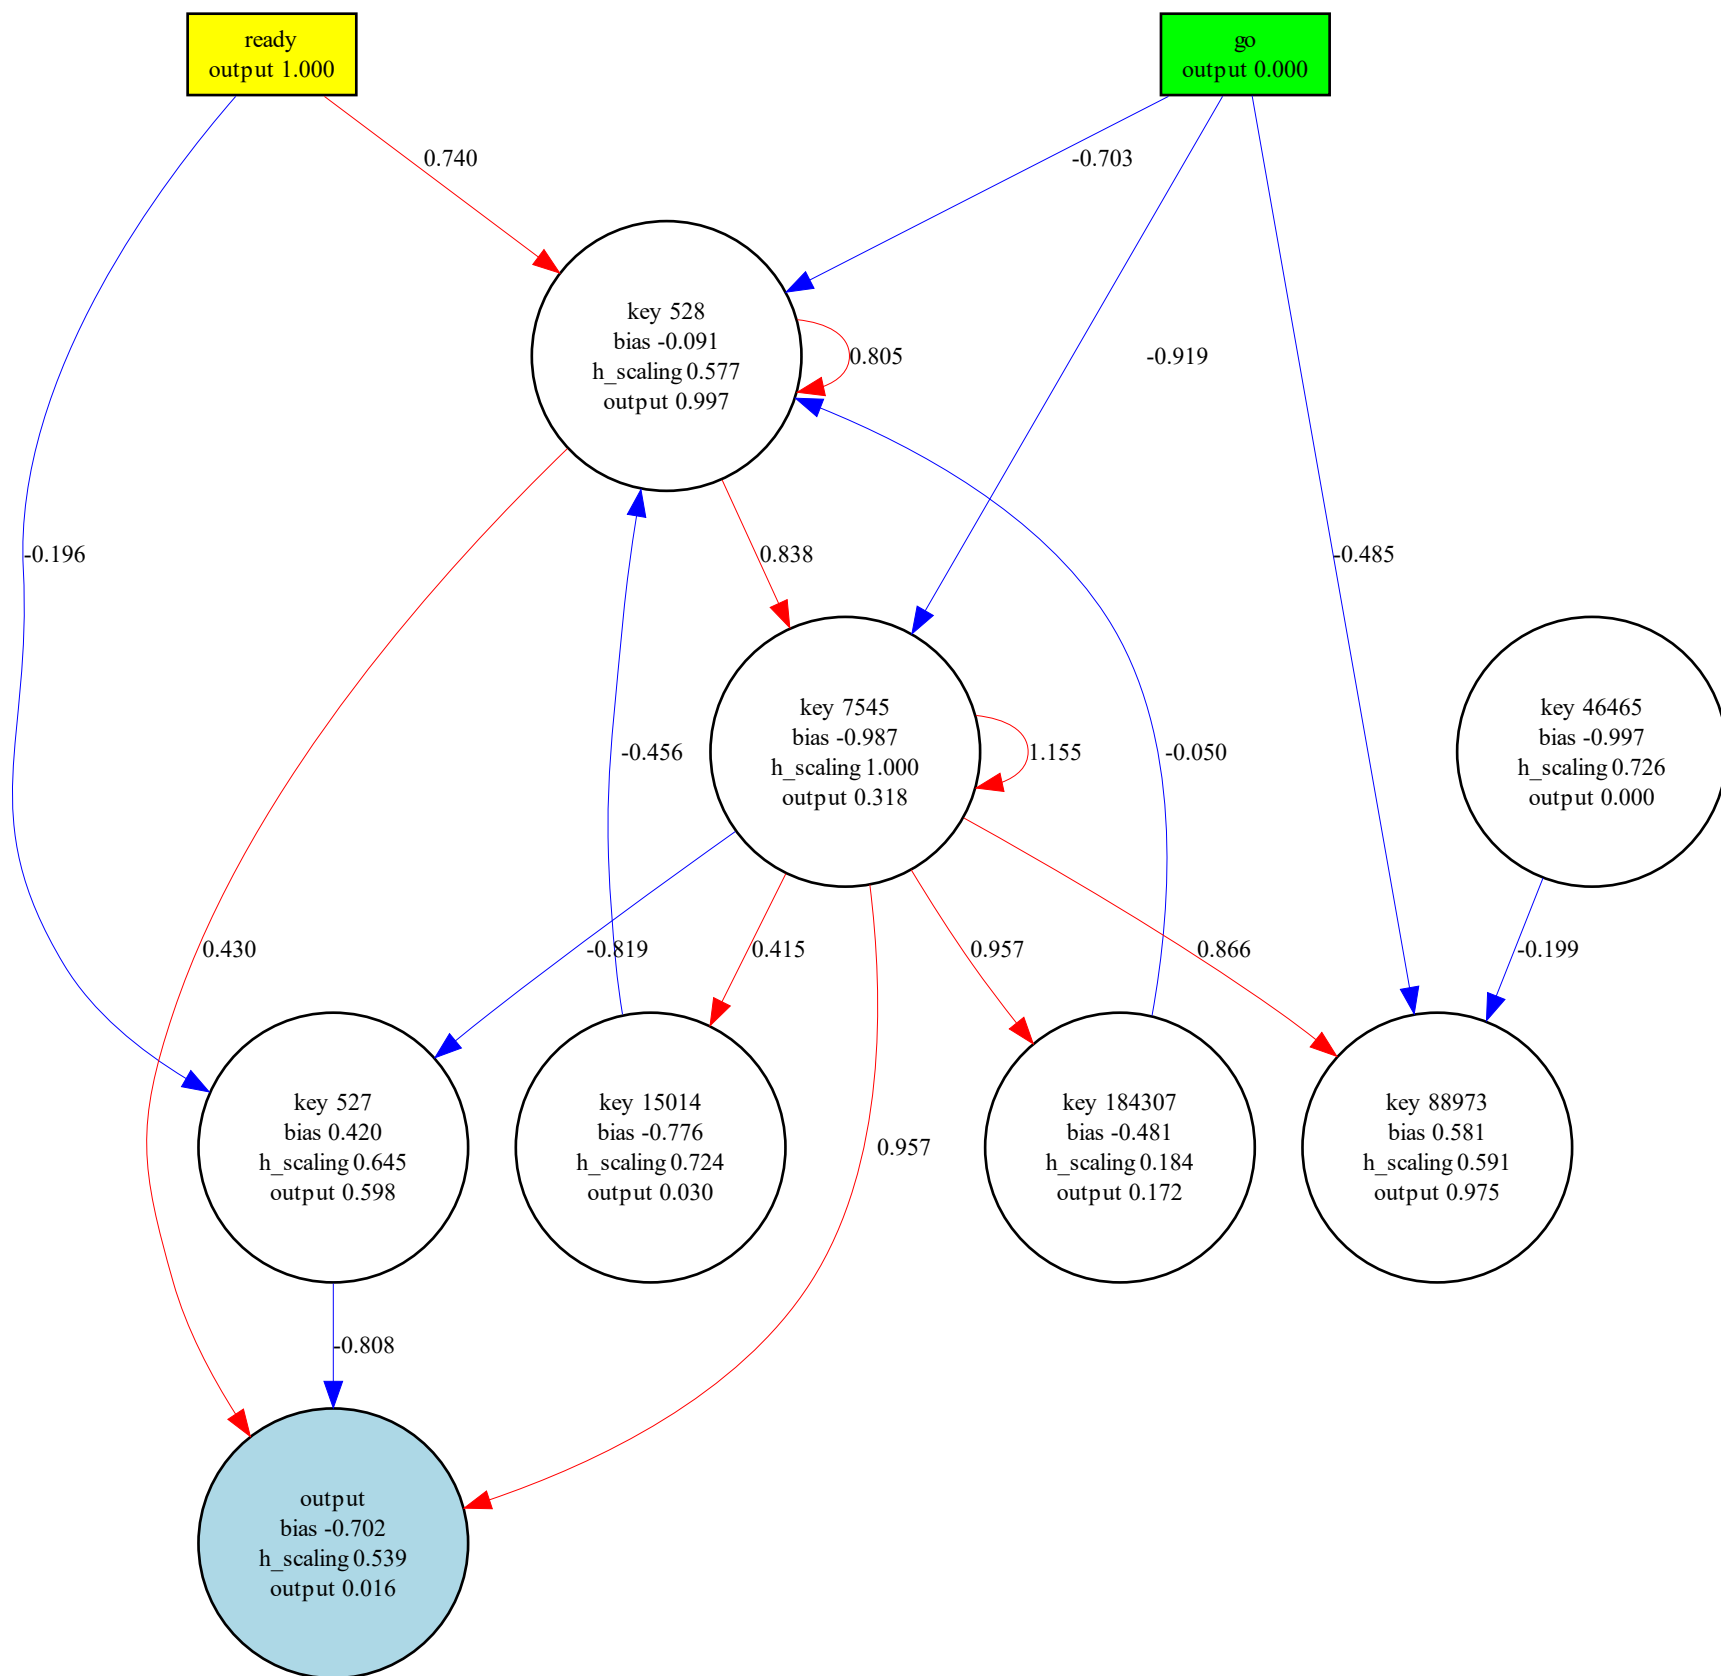 ready
output 1.000
go
output 0.000
0.740
-0.703
key 528
bias -0.091
h_scaling 0.577
output 0.997
0.805
-0.919
-0.196
0.838
-0.485
key 7545
bias -0.987
h_scaling 1.000
output 0.318
1.155
-0.456
-0.050
key 46465
bias -0.997
h_scaling 0.726
output 0.000
0.430
-0.819
0.415
0.957
0.866
-0.199
key 527
bias 0.420
h_scaling 0.645
output 0.598
key 15014
bias -0.776
h_scaling 0.724
output 0.030
0.957
key 184307
bias -0.481
h_scaling 0.184
output 0.172
key 88973
bias 0.581
h_scaling 0.591
output 0.975
-0.808
output
bias -0.702
h_scaling 0.539
output 0.016